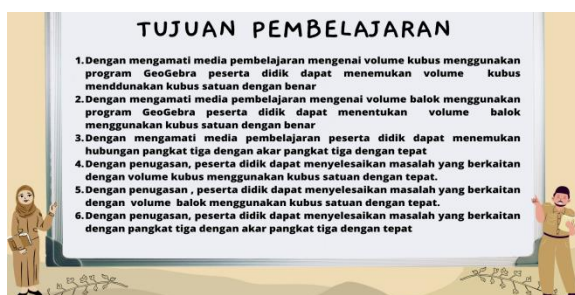 TUJUAN PEMBELAJARAN
1.Dengan mengamati media pembelajaran mengenai volume kubus menggunakan
program GeoGebra peserta didik dapat menemukan volume kubus
menddunakan kubus satuan dengan benar
2.Dengan mengamati media pembelajaran mengenai volume balok menggunakan
program GeoGebra peserta didik dapat menentukan volume balok
menggunakan kubus satuan dengan benar
3.Dengan mengamati media pembelajaran peserta didik dapat menemukan
hubungan pangkat tiga dengan akar pangkat tiga dengan tepat
4.Dengan penugasan, peserta didik dapat menyelesaikan masalah yang berkaitan
dengan volume kubus menggunakan kubus satuan dengan tepat.
5.Dengan penugasan , peserta didik dapat menyelesaikan masalah yang berkaitan
dengan volume balok menggunakan kubus satuan dengan tepat.
6.Dengan penugasan, peserta didik dapat menyelesaikan masalah yang berkaitan
dengan pangkat tiga dengan akar pangkat tiga dengan tepat